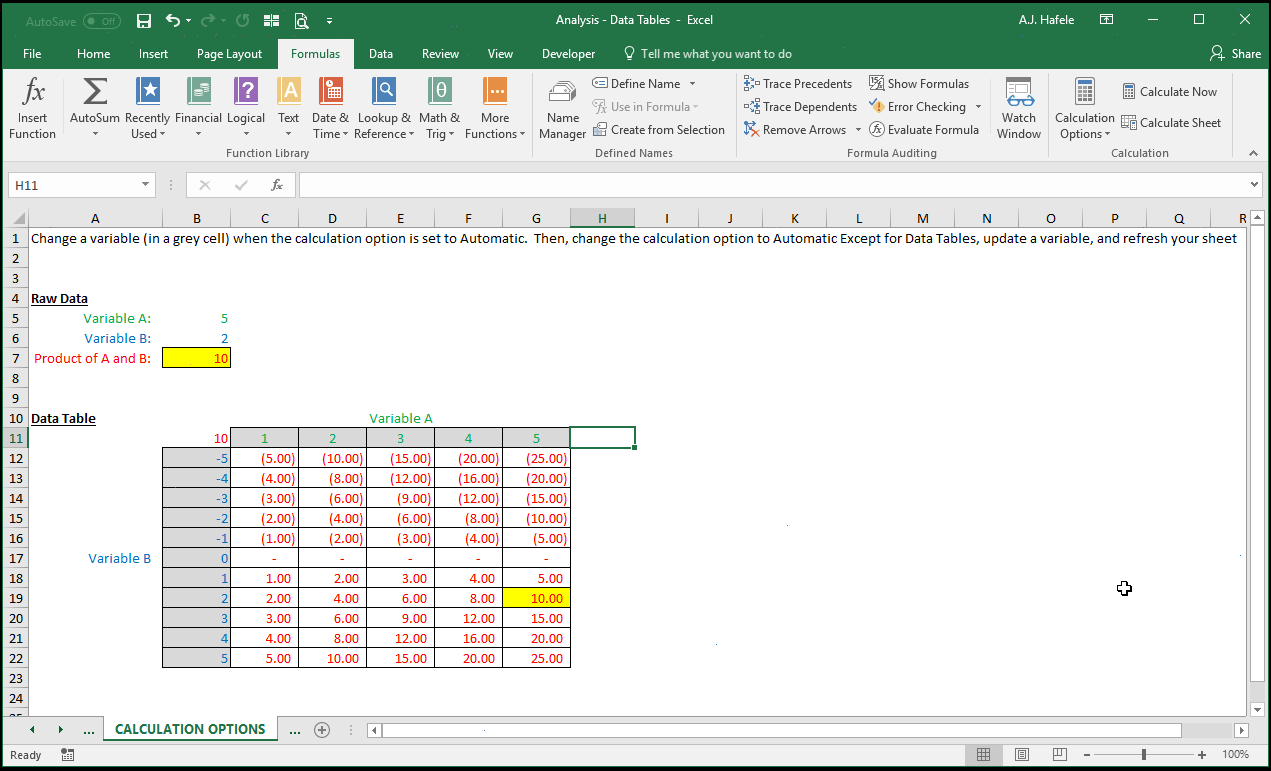 AutoSave Off Analysis - Data Tables - Excel A.J. Hafele
File Home Insert Page Layout Formulas Data Review View Developer Tell me what you want to do Share
Insert Function AutoSum Recently Used Financial Logical Text Date & Time Lookup & Reference Math & Trig More Functions
Function Library
Name Manager Define Name Use in Formula Create from Selection
Defined Names
Trace Precedents Show Formulas
Trace Dependents Error Checking
Remove Arrows Evaluate Formula
Watch Window
Formula Auditing
Calculation Options Calculate Now Calculate Sheet
Calculation
H11 fx
A B C D E F G H I J K L M N O P Q R
1 Change a variable (in a grey cell) when the calculation option is set to Automatic. Then, change the calculation option to Automatic Except for Data Tables, update a variable, and refresh your sheet
2
3
4 Raw Data
5 Variable A: 5
6 Variable B: 2
7 Product of A and B: 10
8
9
10 Data Table Variable A
11 10 1 2 3 4 5
12 -5 (5.00) (10.00) (15.00) (20.00) (25.00)
13 -4 (4.00) (8.00) (12.00) (16.00) (20.00)
14 -3 (3.00) (6.00) (9.00) (12.00) (15.00)
15 -2 (2.00) (4.00) (6.00) (8.00) (10.00)
16 -1 (1.00) (2.00) (3.00) (4.00) (5.00)
17 Variable B 0 - - - - -
18 1 1.00 2.00 3.00 4.00 5.00
19 2 2.00 4.00 6.00 8.00 10.00
20 3 3.00 6.00 9.00 12.00 15.00
21 4 4.00 8.00 12.00 16.00 20.00
22 5 5.00 10.00 15.00 20.00 25.00
23
24
25
... CALCULATION OPTIONS ...
Ready 100%